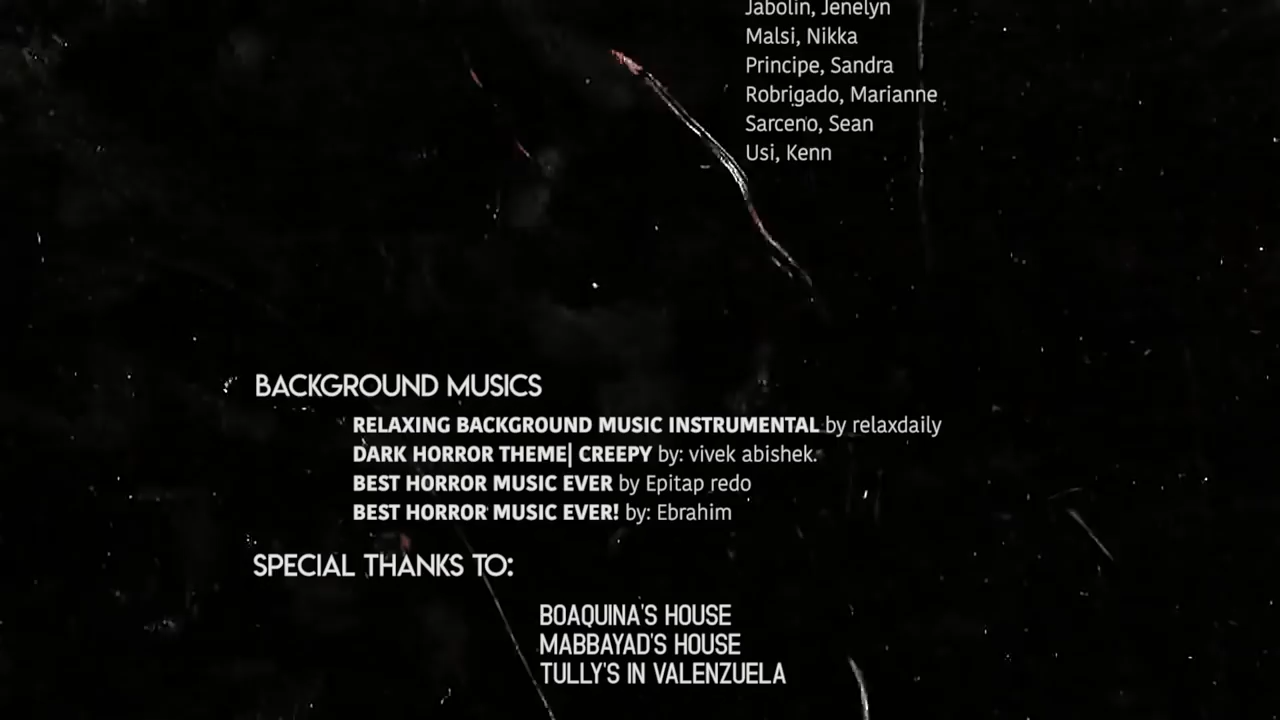 Jabolin, Jenelyn
Malsi, Nikka
Principe, Sandra
Robrigado, Marianne
Sarceno, Sean
Usi, Kenn
BACKGROUND MUSICS
RELAXING BACKGROUND MUSIC INSTRUMENTAL by relaxdaily
DARK HORROR THEME| CREEPY by: vivek abishek.
BEST HORROR MUSIC EVER by Epitap redo
BEST HORROR MUSIC EVER! by: Ebrahim
SPECIAL THANKS TO:
BOAQUINA'S HOUSE
MABBAYAD'S HOUSE
TULLY'S IN VALENZUELA